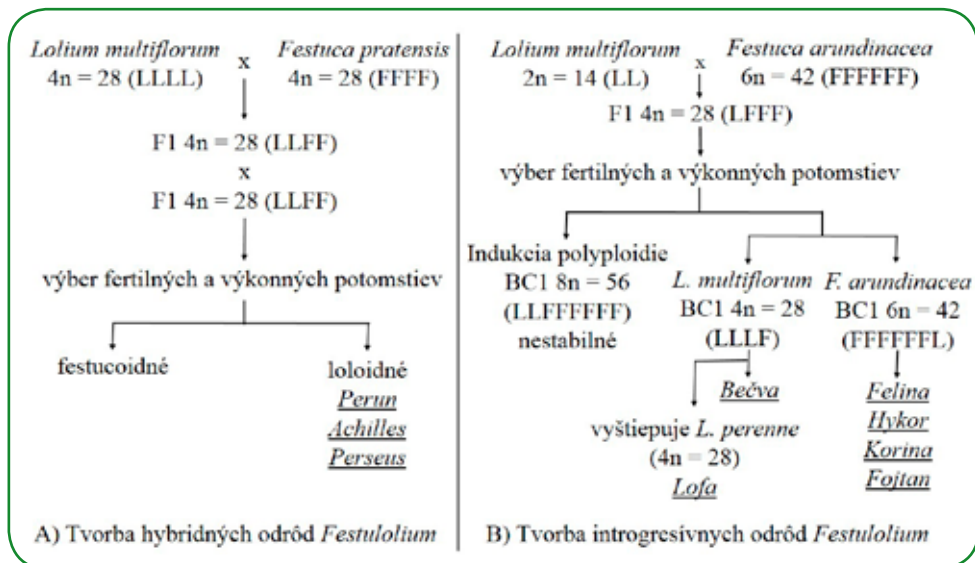 Lolium multiflorum
4n = 28 (LLLL)
x
Festuca pratensis
4n = 28 (FFFF)
F1 4n = 28 (LLFF)
x
F1 4n = 28 (LLFF)
výber fertilných a výkonných potomstiev
festucoidné
loloidné
Perun
Achilles
Perseus
A) Tvorba hybridných odrôd Festulolium
Lolium multiflorum
2n = 14 (LL)
x
Festuca arundinacea
6n = 42 (FFFFFF)
F1 4n = 28 (LFFF)
výber fertilných a výkonných potomstiev
Indukcia polyploidie
BC1 8n = 56
(LLFFFFFF)
nestabilné
L. multiflorum
BC1 4n = 28
(LLLF)
Bečva
vyštiepuje L. perenne
(4n = 28)
Lofa
F. arundinacea
BC1 6n = 42
(FFFFFFL)
Felina
Hykor
Korina
Fojtan
B) Tvorba introgresívnych odrôd Festulolium